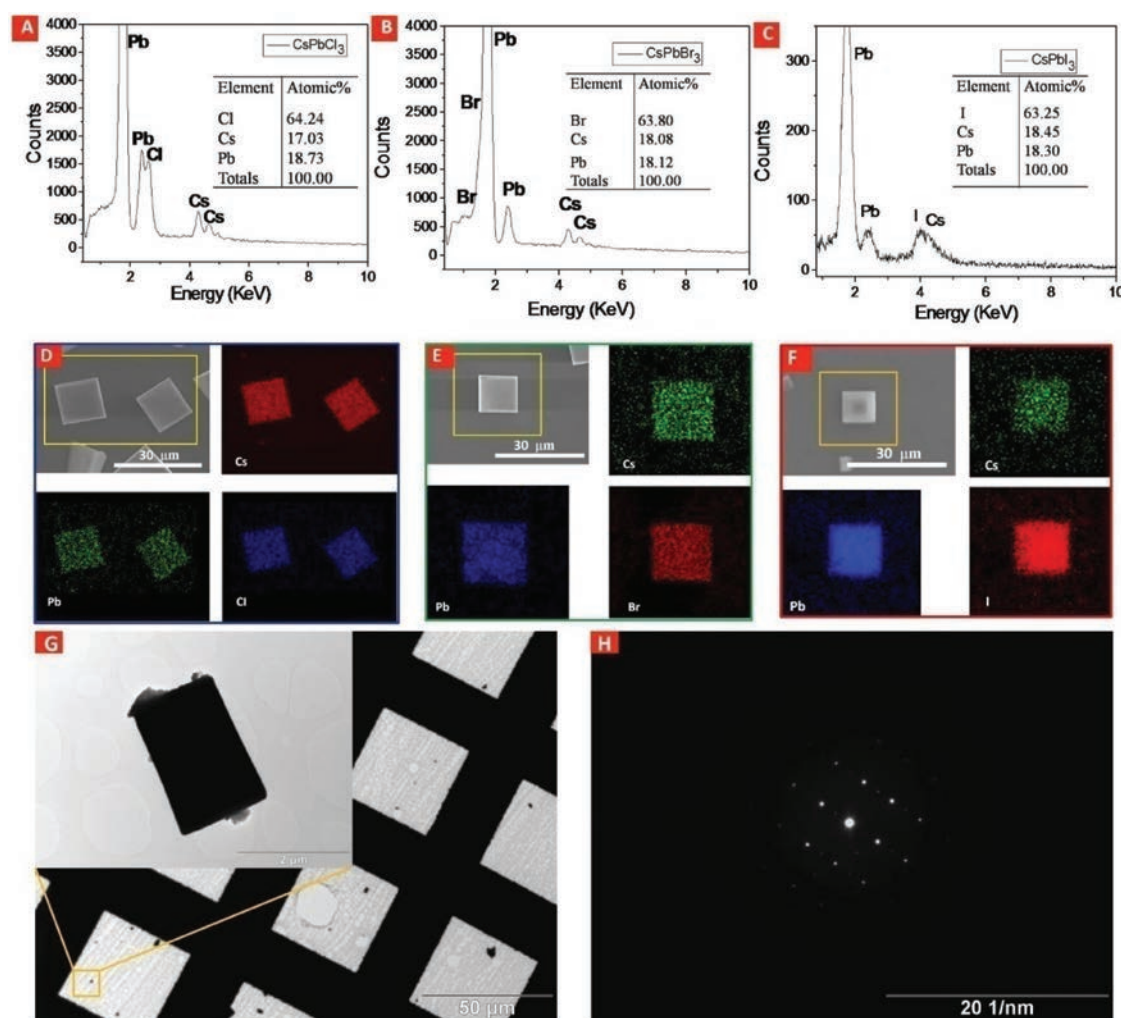 A
4000
3500
3000
2500
2000
1500
1000
500
0
Counts
Pb
Pb
Cl
Cs
Cs
CsPbCl3
Element Atomic%
Cl 64.24
Cs 17.03
Pb 18.73
Totals 100.00
2 4 6 8 10
Energy (KeV)
B
4000
3500
3000
2500
2000
1500
1000
500
0
Counts
Pb
Br
Br
Pb
Cs
Cs
CsPbBr3
Element Atomic%
Br 63.80
Cs 18.08
Pb 18.12
Totals 100.00
2 4 6 8 10
Energy (KeV)
C
300
200
100
0
Counts
Pb
Pb
I
Cs
CsPbI3
Element Atomic%
I 63.25
Cs 18.45
Pb 18.30
Totals 100.00
2 4 6 8 10
Energy (KeV)
D
30 μm
Cs
Pb
Cl
E
30 μm
Cs
Pb
Br
F
30 μm
Cs
Pb
I
G
2 μm
50 μm
H
20 1/nm